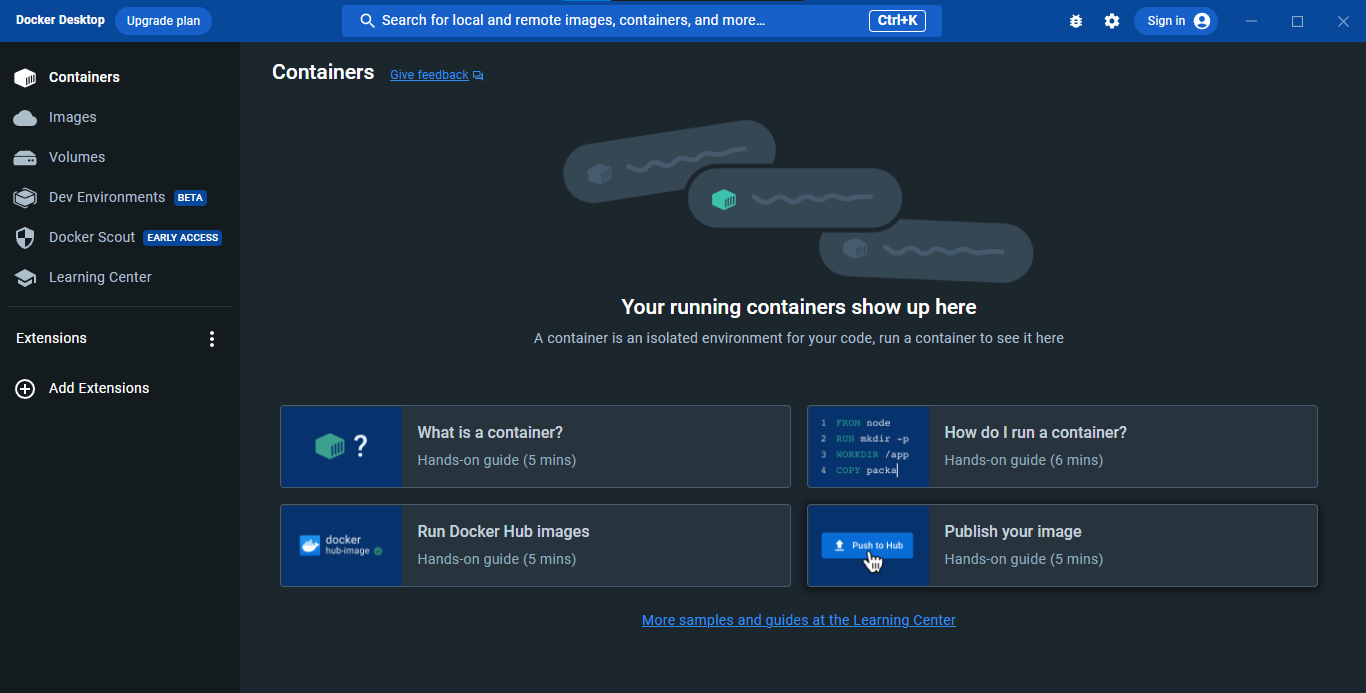 Docker Desktop Upgrade plan Search for local and remote images, containers, and more... Ctrl+K Sign in
Containers
Images
Volumes
Dev Environments BETA
Docker Scout EARLY ACCESS
Learning Center
Extensions
Add Extensions
Containers Give feedback
Your running containers show up here
A container is an isolated environment for your code, run a container to see it here
?
What is a container?
Hands-on guide (5 mins)
1 FROM node
2 RUN mkdir -p
3 WORKDIR /app
4 COPY packa
How do I run a container?
Hands-on guide (6 mins)
docker
hub-image
Run Docker Hub images
Hands-on guide (5 mins)
Push to Hub
Publish your image
Hands-on guide (5 mins)
More samples and guides at the Learning Center